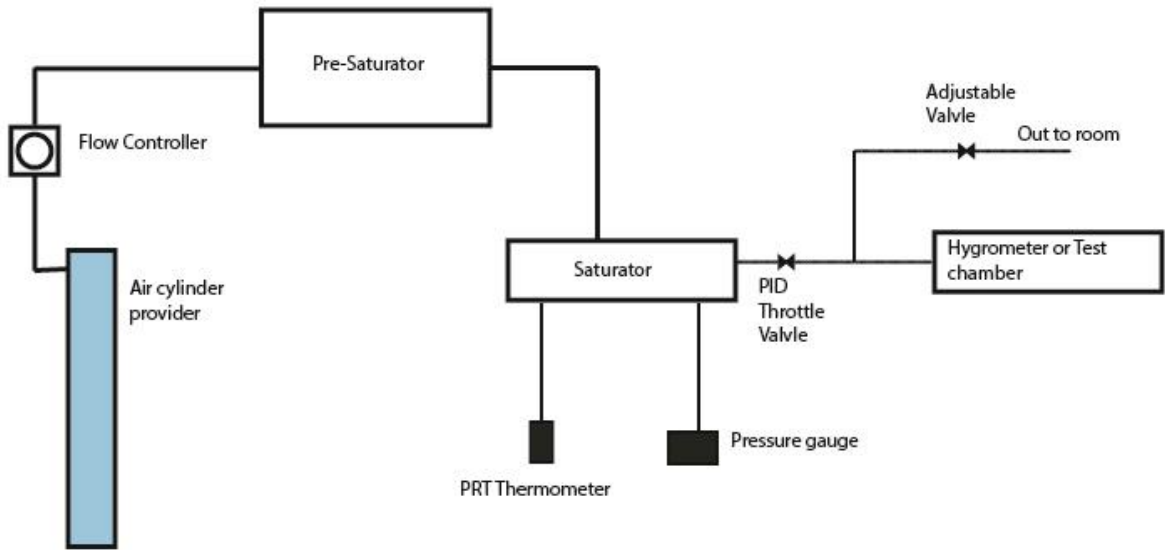 Pre-Saturator
Adjustable
Valvle
Out to room
Flow Controller
Hygrometer or Test
chamber
Saturator
Air cylinder
provider
PID
Throttle
Valvle
Pressure gauge
PRT Thermometer